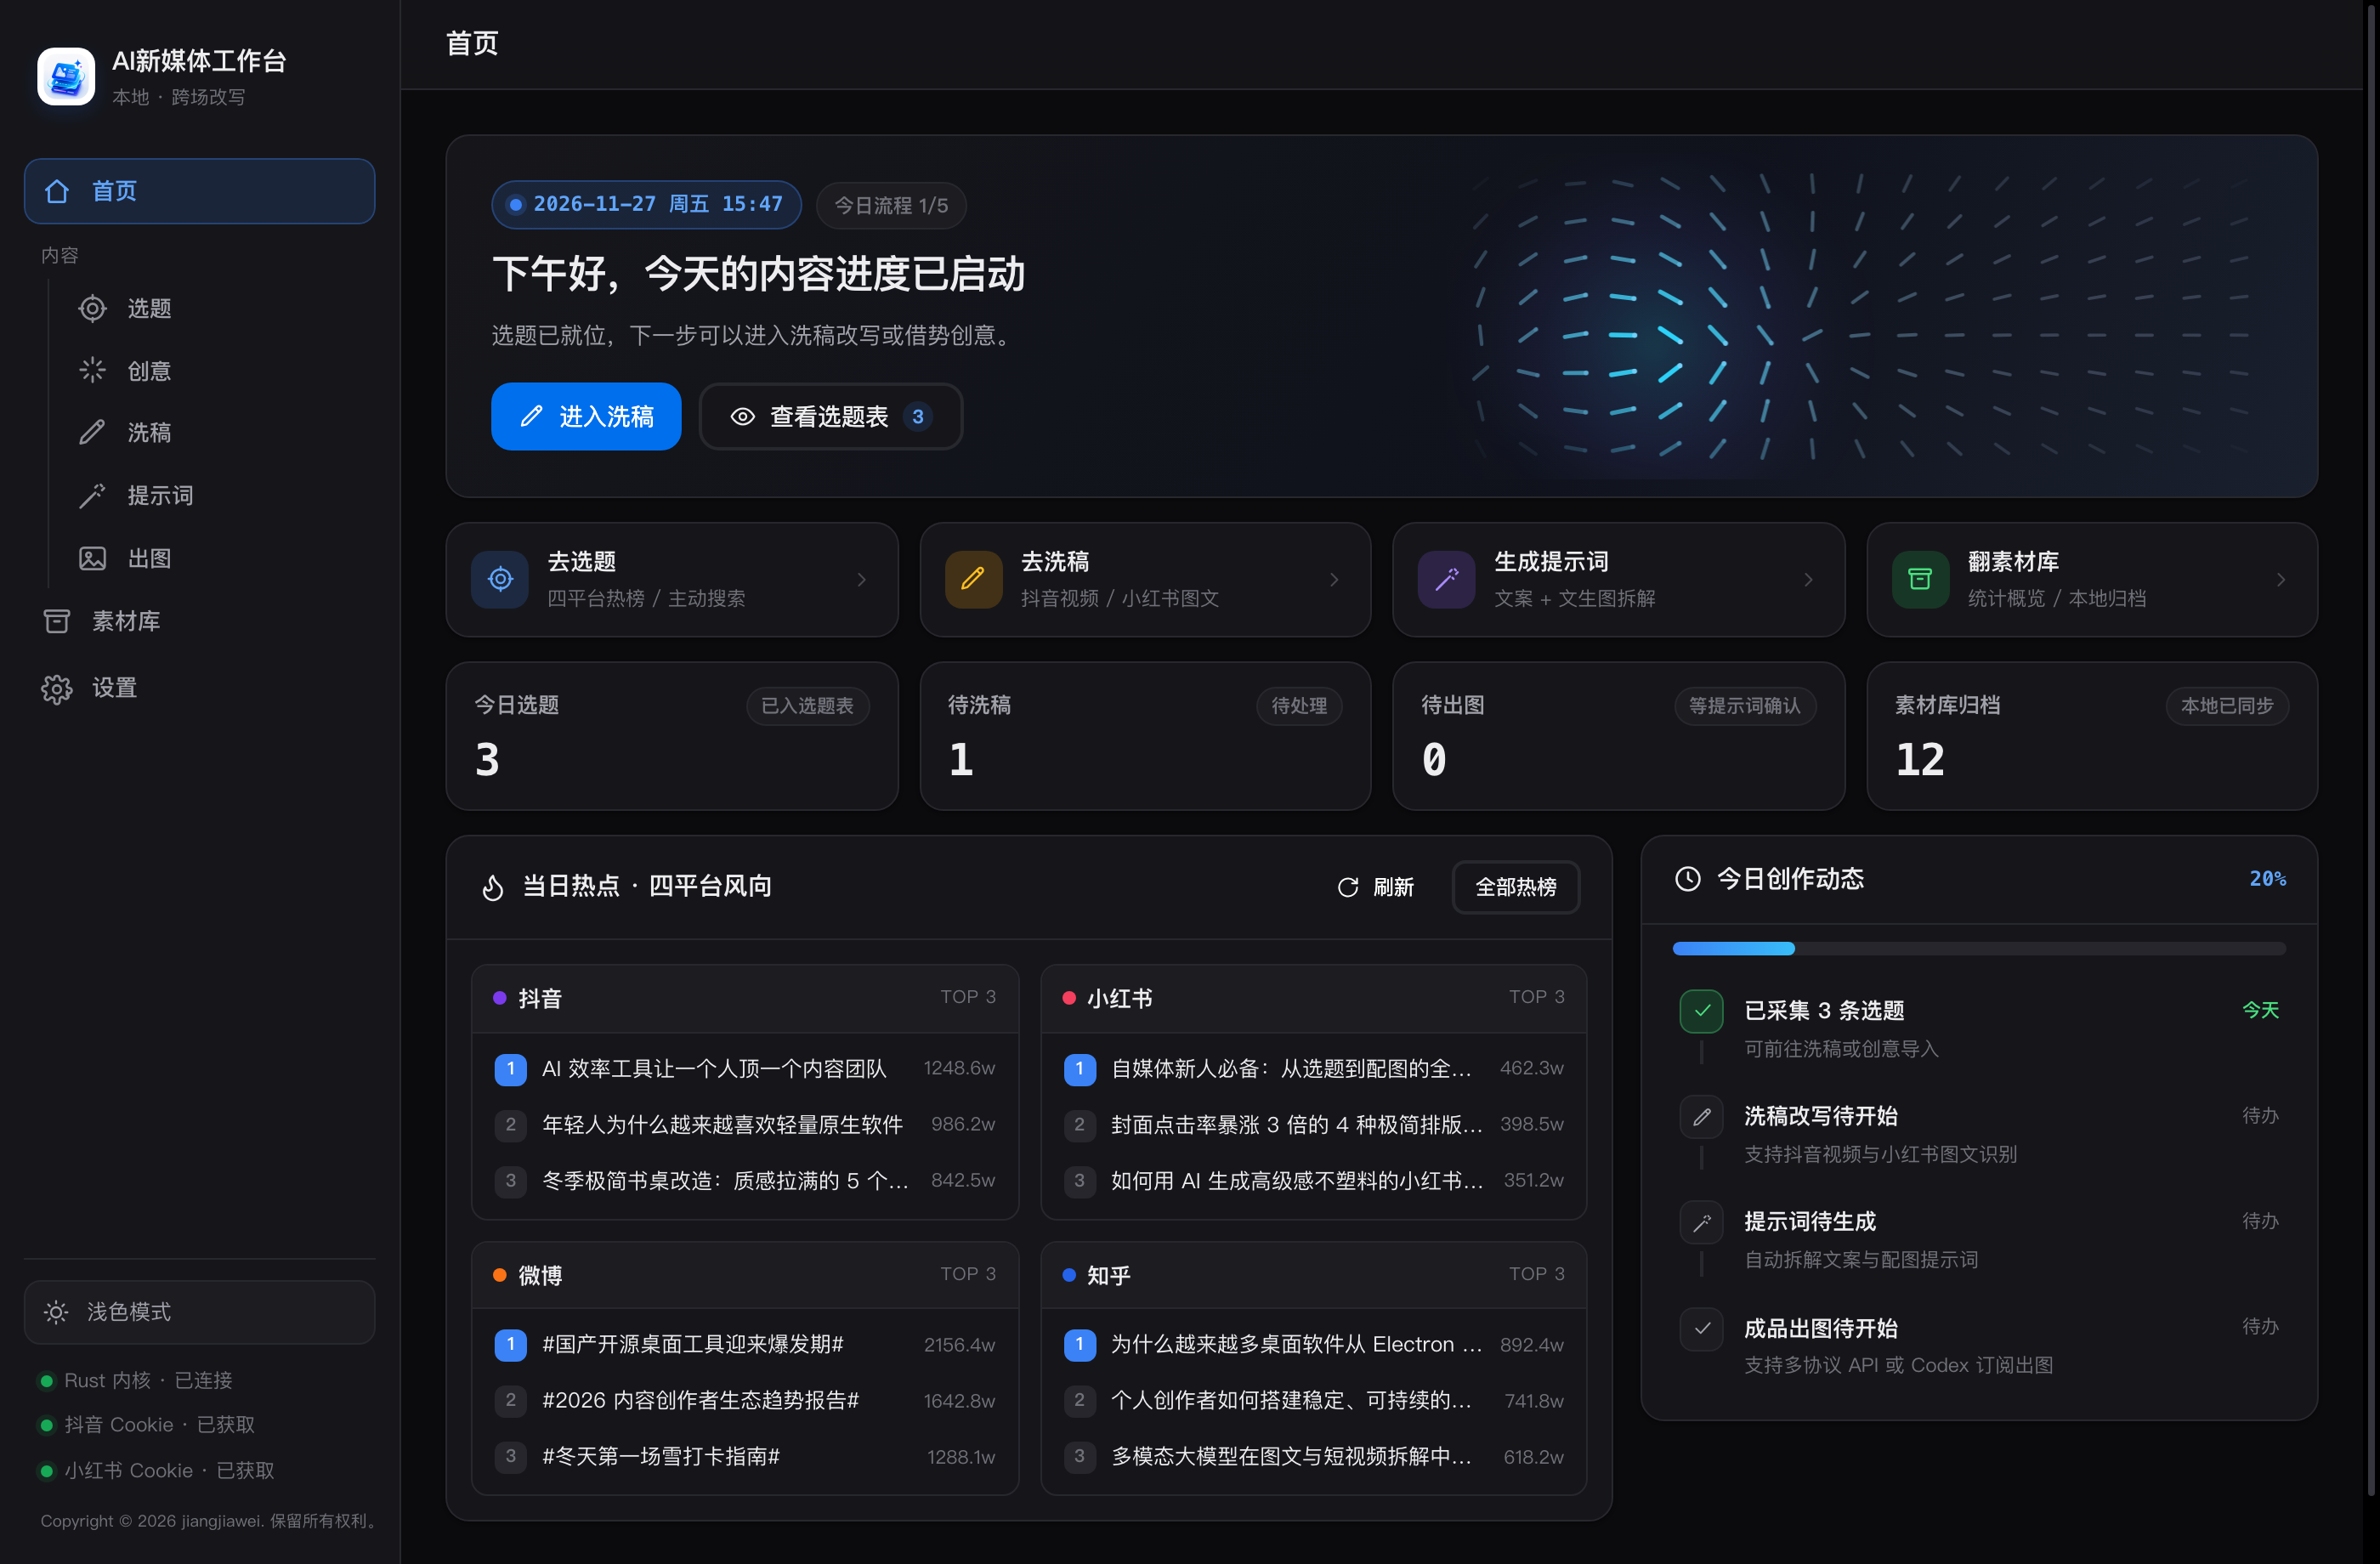 AI新媒体工作台
本地 · 跨场改写
首页
内容
选题
创意
洗稿
提示词
出图
素材库
设置
浅色模式
Rust 内核 · 已连接
抖音 Cookie · 已获取
小红书 Cookie · 已获取
Copyright © 2026 jiangjiawei. 保留所有权利。
首页
2026-11-27 周五 15:47
今日流程 1/5
下午好，今天的内容进度已启动
选题已就位，下一步可以进入洗稿改写或借势创意。
进入洗稿
查看选题表 3
去选题
四平台热榜 / 主动搜索
去洗稿
抖音视频 / 小红书图文
生成提示词
文案 + 文生图拆解
翻素材库
统计概览 / 本地归档
今日选题
已入选题表
3
待洗稿
待处理
1
待出图
等提示词确认
0
素材库归档
本地已同步
12
当日热点 · 四平台风向
刷新
全部热榜
抖音
TOP 3
1 AI 效率工具让一个人顶一个内容团队 1248.6w
2 年轻人为什么越来越喜欢轻量原生软件 986.2w
3 冬季极简书桌改造：质感拉满的 5 个... 842.5w
小红书
TOP 3
1 自媒体新人必备：从选题到配图的全... 462.3w
2 封面点击率暴涨 3 倍的 4 种极简排版... 398.5w
3 如何用 AI 生成高级感不塑料的小红书... 351.2w
微博
TOP 3
1 #国产开源桌面工具迎来爆发期# 2156.4w
2 #2026 内容创作者生态趋势报告# 1642.8w
3 #冬天第一场雪打卡指南# 1288.1w
知乎
TOP 3
1 为什么越来越多桌面软件从 Electron ... 892.4w
2 个人创作者如何搭建稳定、可持续的... 741.8w
3 多模态大模型在图文与短视频拆解中... 618.2w
今日创作动态
20%
已采集 3 条选题
今天
可前往洗稿或创意导入
洗稿改写待开始
待办
支持抖音视频与小红书图文识别
提示词待生成
待办
自动拆解文案与配图提示词
成品出图待开始
待办
支持多协议 API 或 Codex 订阅出图